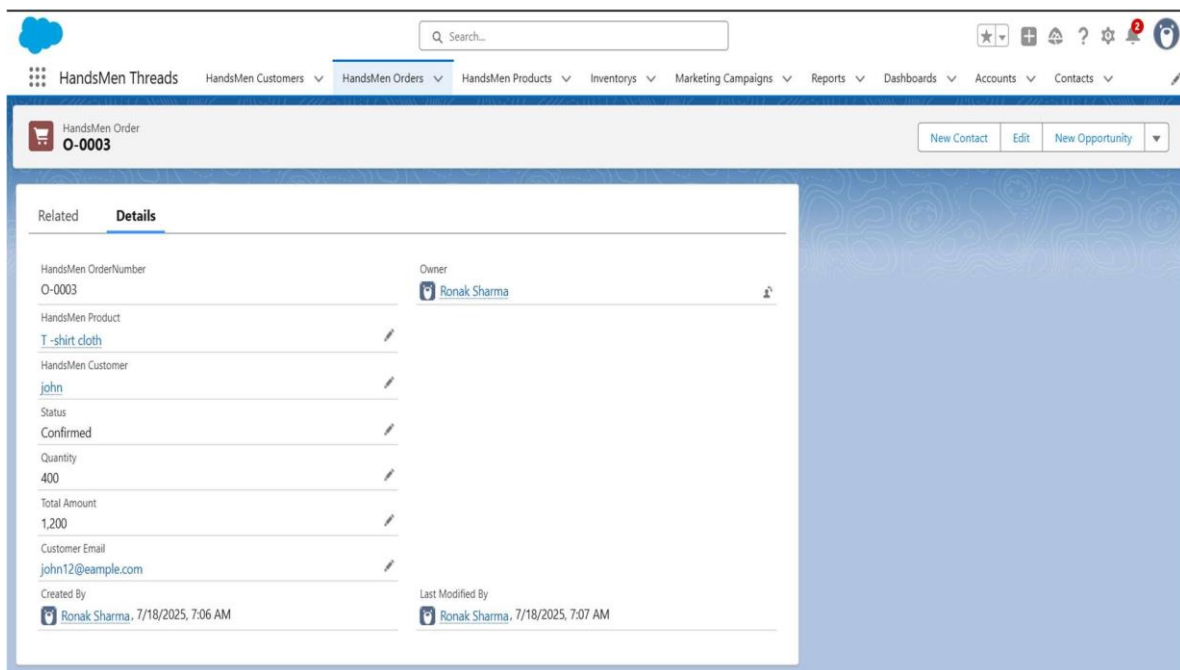 Search...
2
HandsMen Threads HandsMen Customers HandsMen Orders HandsMen Products Inventorys Marketing Campaigns Reports Dashboards Accounts Contacts
HandsMen Order
O-0003
New Contact Edit New Opportunity
Related Details
HandsMen OrderNumber Owner
O-0003 Ronak Sharma
HandsMen Product
T -shirt cloth
HandsMen Customer
john
Status
Confirmed
Quantity
400
Total Amount
1,200
Customer Email
john12@eample.com
Created By Last Modified By
Ronak Sharma, 7/18/2025, 7:06 AM Ronak Sharma, 7/18/2025, 7:07 AM